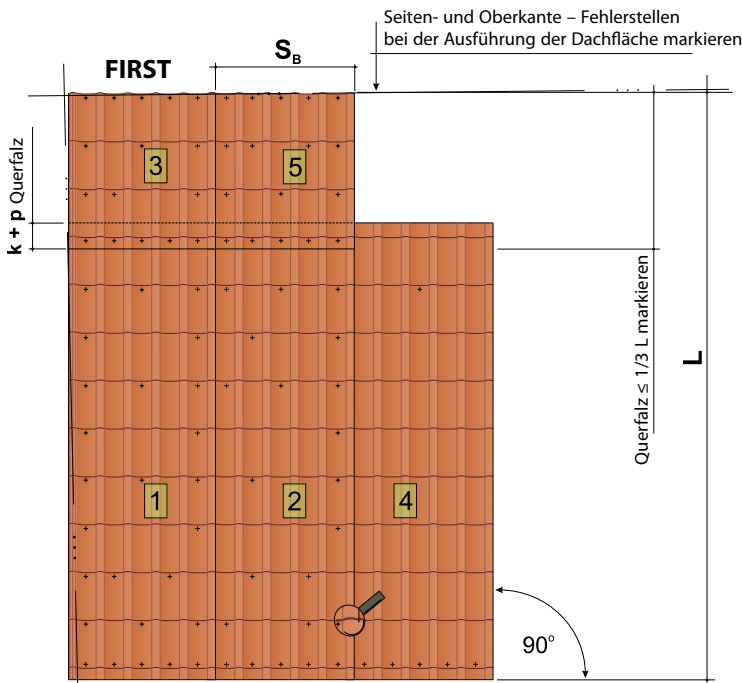 Seiten- und Oberkante – Fehlerstellen
bei der Ausführung der Dachfläche markieren
FIRST
S_B
3
5
k + p Querfalz
Querfalz ≤ 1/3 L markieren
L
1
2
4
90°